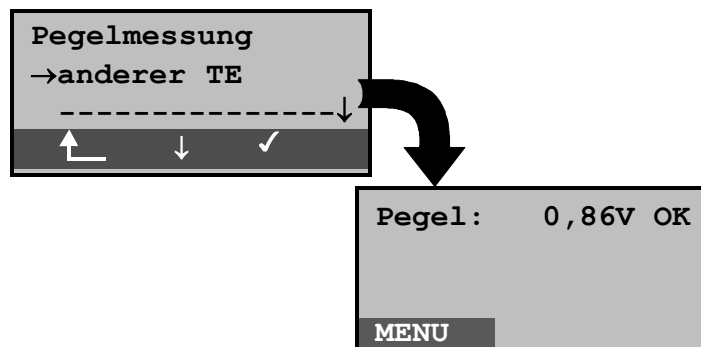 Pegelmessung
→anderer TE
----------------↓
↓ ✓
Pegel: 0,86V OK
MENU